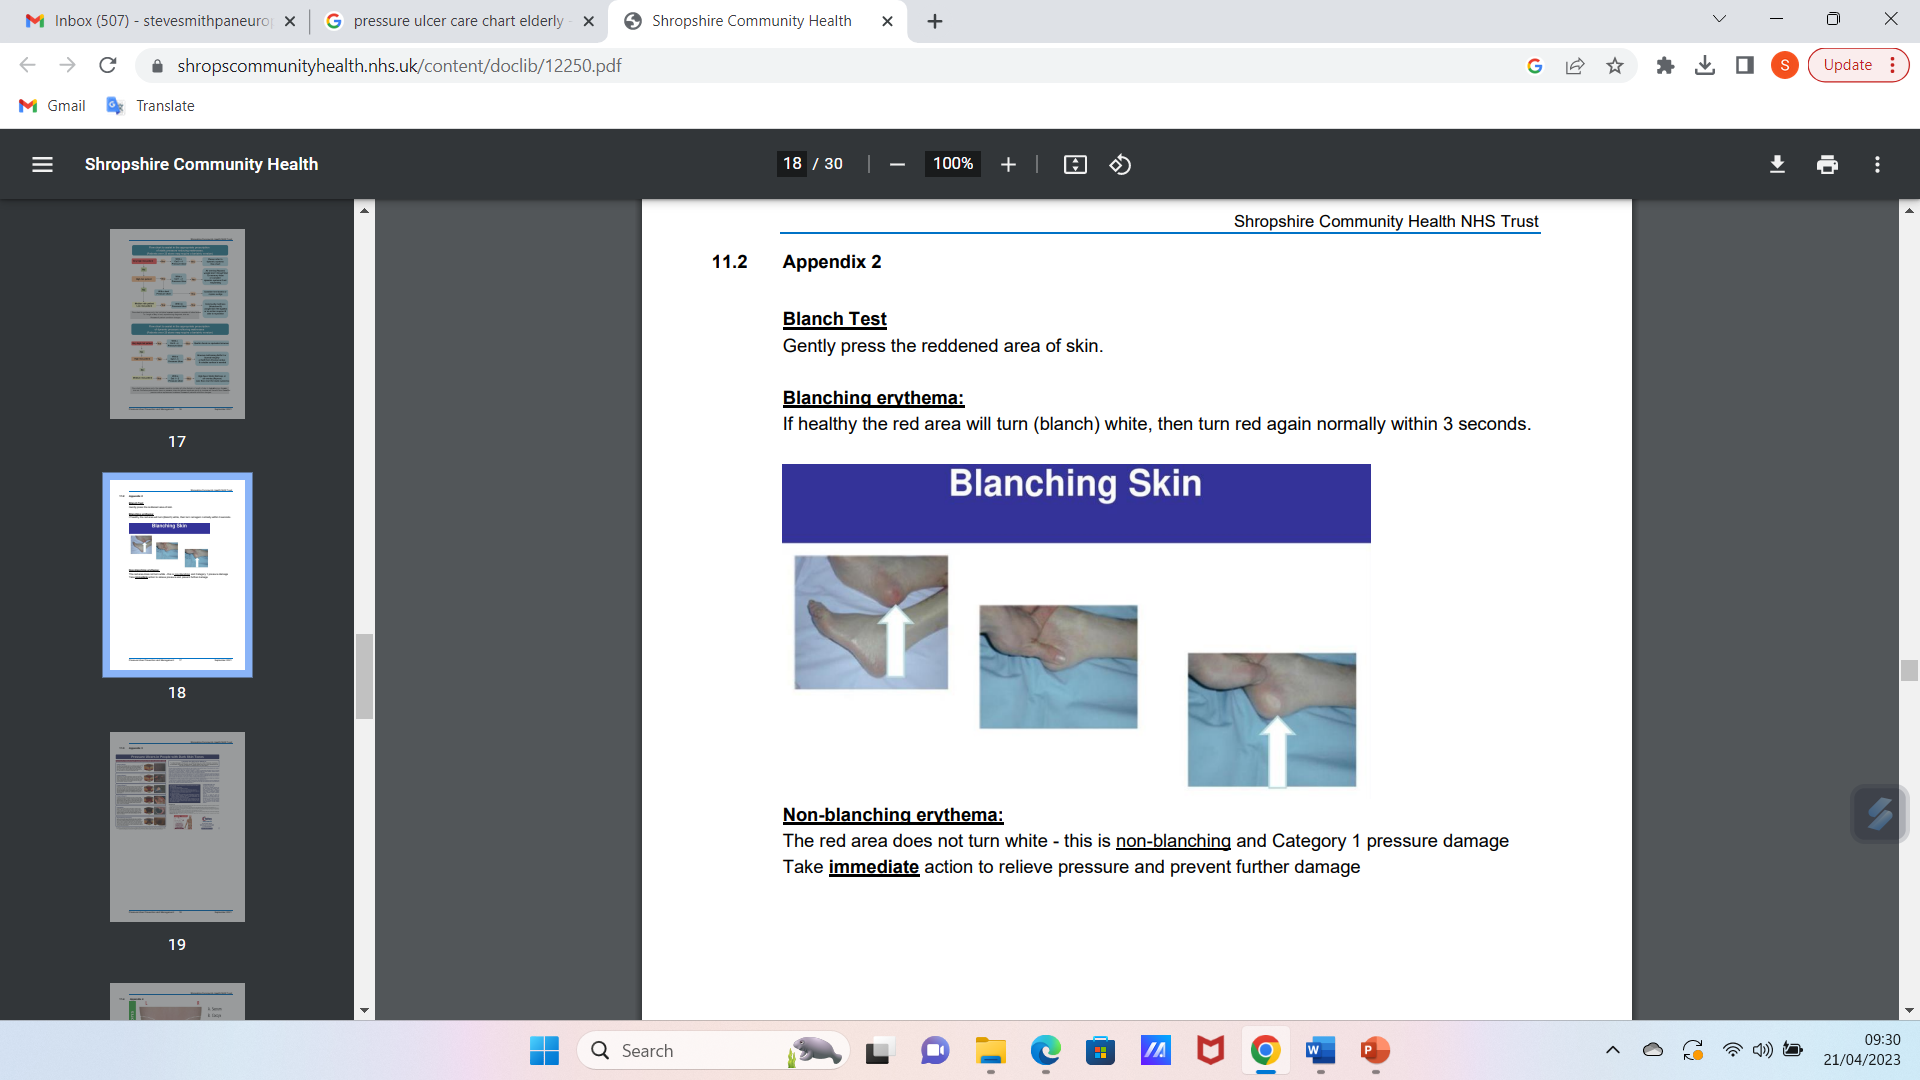 Inbox (507) - stevesmithpaneurop
pressure ulcer care chart elderly
Shropshire Community Health
shropscommunityhealth.nhs.uk/content/doclib/12250.pdf
S
Update
Gmail
Translate
Shropshire Community Health
18 / 30
100%
17
18
19
Shropshire Community Health NHS Trust
11.2 Appendix 2
Blanch Test
Gently press the reddened area of skin.
Blanching erythema:
If healthy the red area will turn (blanch) white, then turn red again normally within 3 seconds.
Blanching Skin
Non-blanching erythema:
The red area does not turn white - this is non-blanching and Category 1 pressure damage
Take immediate action to relieve pressure and prevent further damage
Search
09:30
21/04/2023